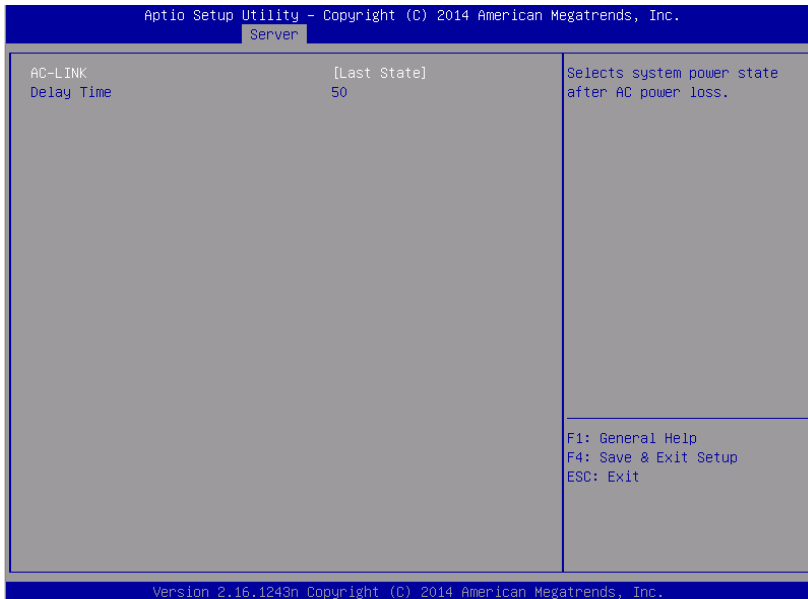 Aptio Setup Utility – Copyright (C) 2014 American Megatrends, Inc.
Server
AC-LINK [Last State]
Delay Time 50
Selects system power state
after AC power loss.
F1: General Help
F4: Save & Exit Setup
ESC: Exit
Version 2.16.1243n Copyright (C) 2014 American Megatrends, Inc.